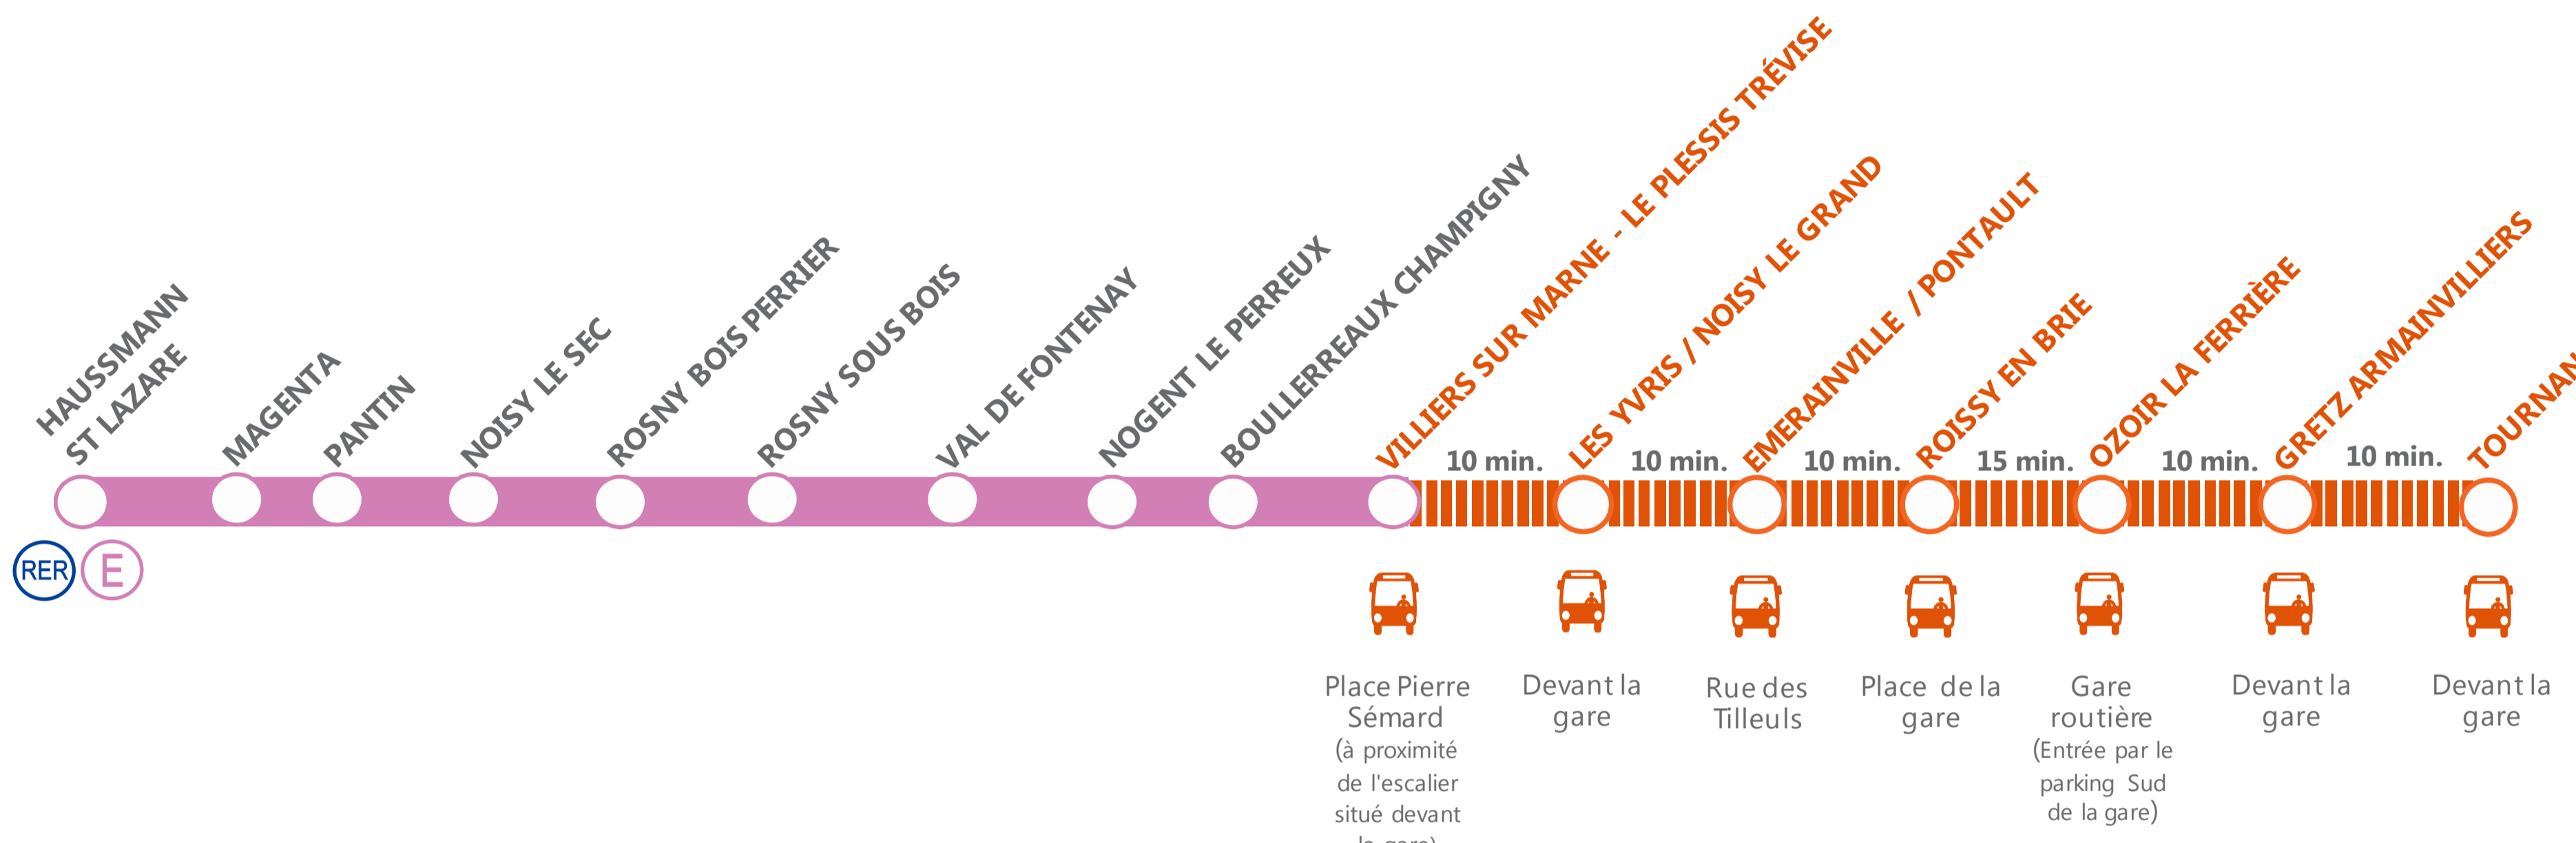 HAUSSMANN
ST LAZARE
MAGENTA
PANTIN
NOISY LE SEC
ROSNY BOIS PERRIER
ROSNY SOUS BOIS
VAL DE FONTENAY
NOGENT LE PERREUX
BOULLERREAUX CHAMPIGNY
VILLIERS SUR MARNE - LE PLESSIS TRÉVISE
LES YVRIS / NOISY LE GRAND
EMERAINVILLE / PONTAULT
ROISSY EN BRIE
OZOIR LA FERRIÈRE
GRETZ ARMAINVILLIERS
TOURNAN
10 min.
10 min.
10 min.
15 min.
10 min.
10 min.
RER E
Place Pierre
Sémard
(à proximité
de l'escalier
situé devant
la gare)
Devant la
gare
Rue des
Tilleuls
Place de la
gare
Gare
routière
(Entrée par le
parking Sud
de la gare)
Devant la
gare
Devant la
gare